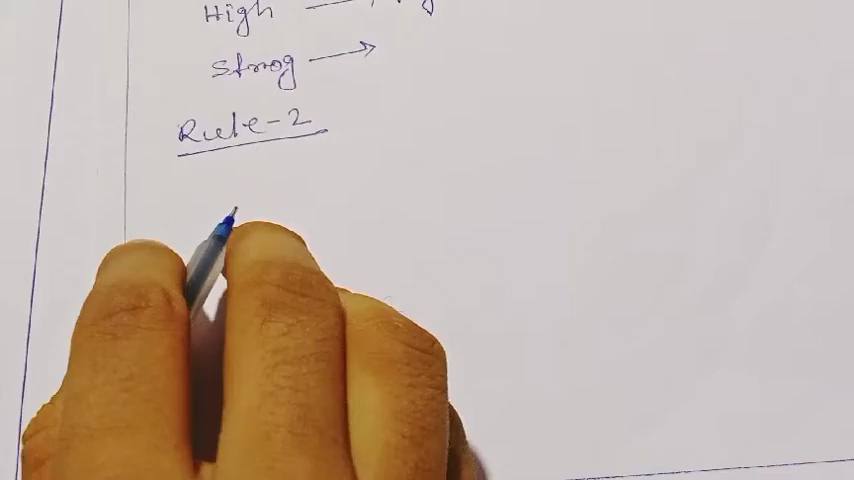 High →
Strog →
Rule-2